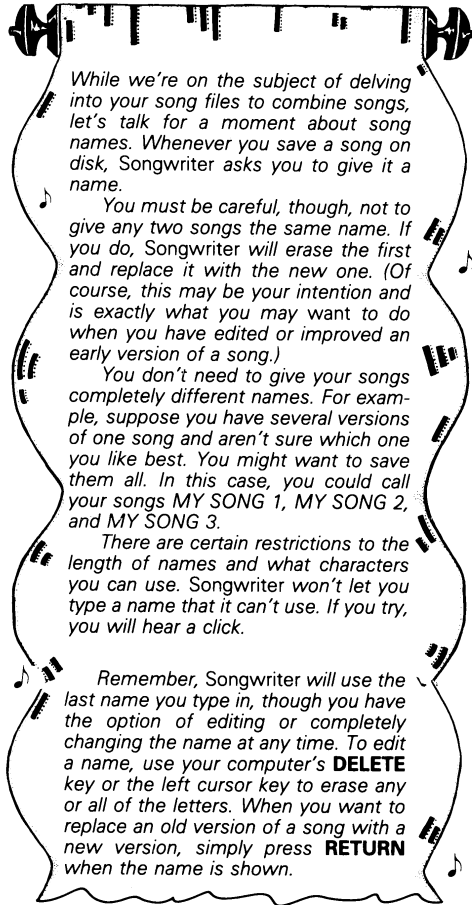 While we're on the subject of delving
into your song files to combine songs,
let's talk for a moment about song
names. Whenever you save a song on
disk, Songwriter asks you to give it a
name.
You must be careful, though, not to
give any two songs the same name. If
you do, Songwriter will erase the first
and replace it with the new one. (Of
course, this may be your intention and
is exactly what you may want to do
when you have edited or improved an
early version of a song.)
You don't need to give your songs
completely different names. For exam-
ple, suppose you have several versions
of one song and aren't sure which one
you like best. You might want to save
them all. In this case, you could call
your songs MY SONG 1, MY SONG 2,
and MY SONG 3.
There are certain restrictions to the
length of names and what characters
you can use. Songwriter won't let you
type a name that it can't use. If you try,
you will hear a click.
Remember, Songwriter will use the
last name you type in, though you have
the option of editing or completely
changing the name at any time. To edit
a name, use your computer's DELETE
key or the left cursor key to erase any
or all of the letters. When you want to
replace an old version of a song with a
new version, simply press RETURN
when the name is shown.